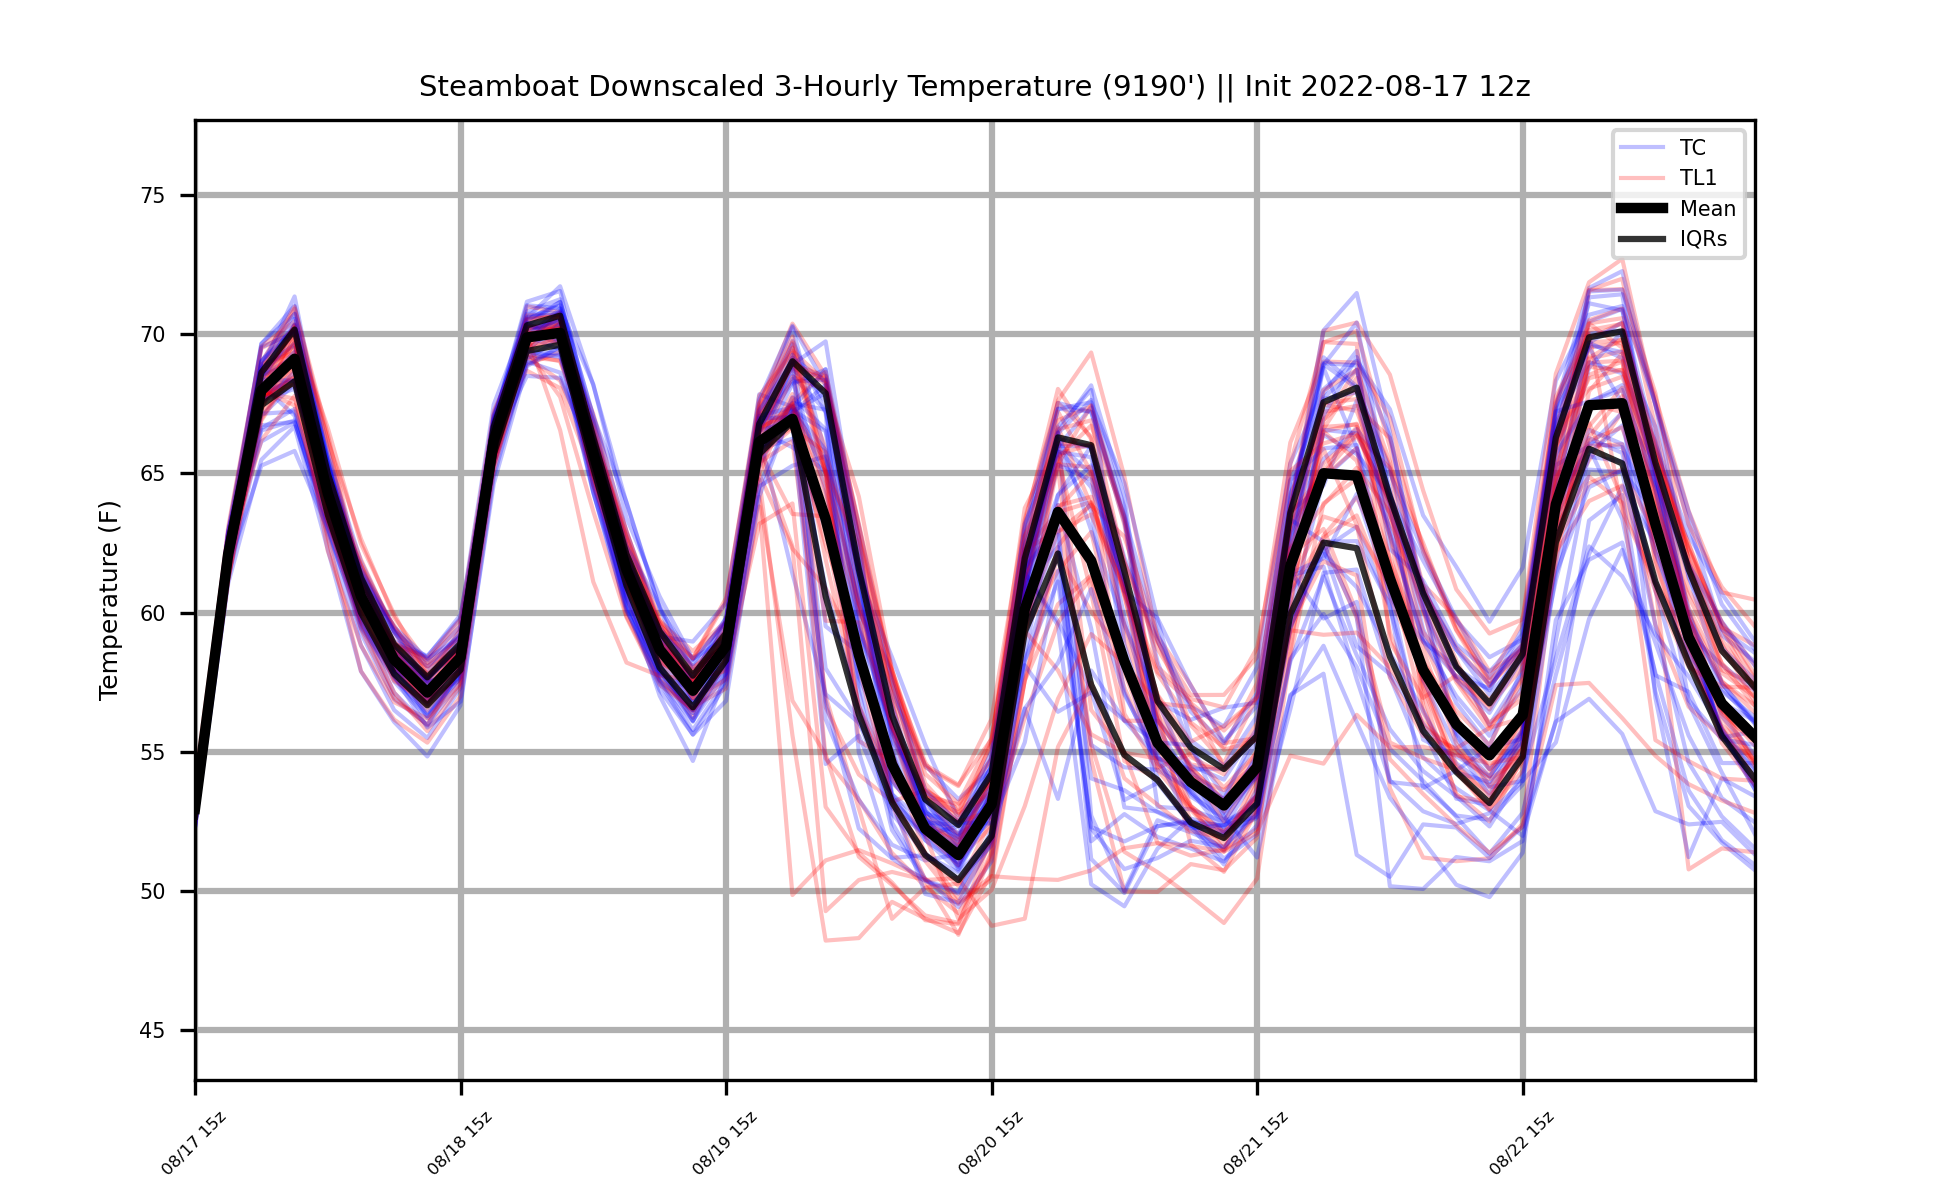 Steamboat Downscaled 3-Hourly Temperature (9190') || Init 2022-08-17 12z
TC
TL1
Mean
IQRs
Temperature (F)
75
70
65
60
55
50
45
08/17 15z
08/18 15z
08/19 15z
08/20 15z
08/21 15z
08/22 15z